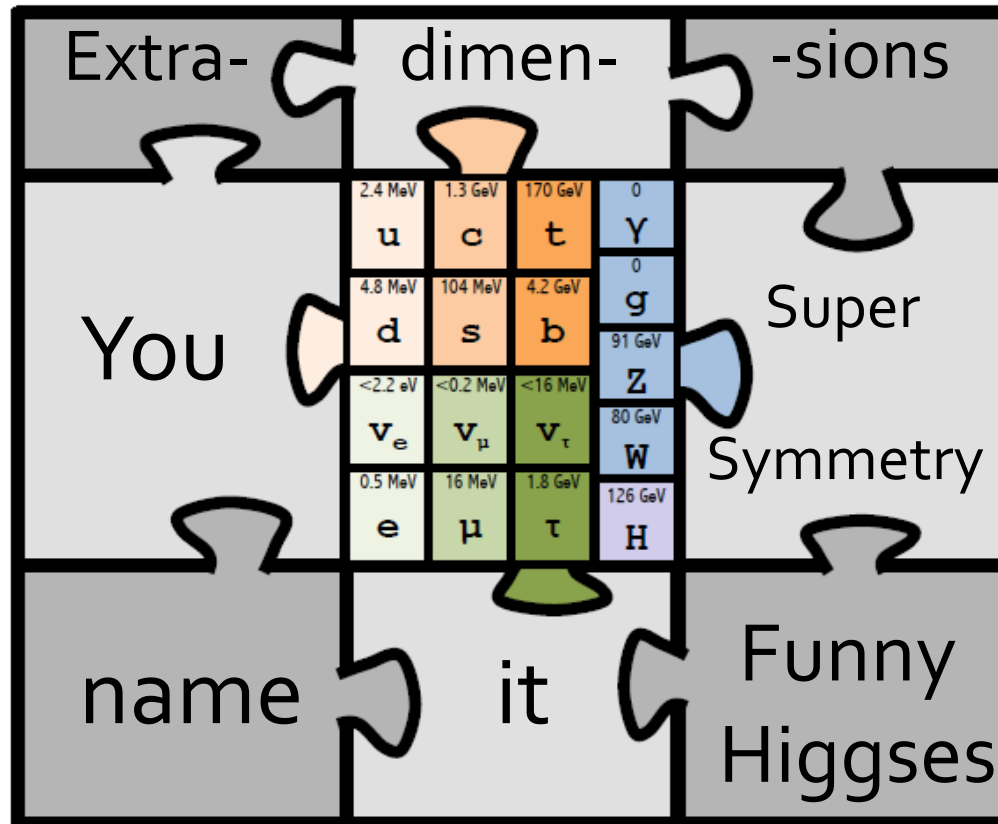 Extra- dimen- -sions
2.4 MeV 1.3 GeV 170 GeV 0
u c t γ
0
g
4.8 MeV 104 MeV 4.2 GeV
d s b
91 GeV
Z
<2.2 eV <0.2 MeV <16 MeV
νe νμ ντ
80 GeV
W
0.5 MeV 16 MeV 1.8 GeV
e μ τ
126 GeV
H
You
Super
Symmetry
name it
Funny
Higgses